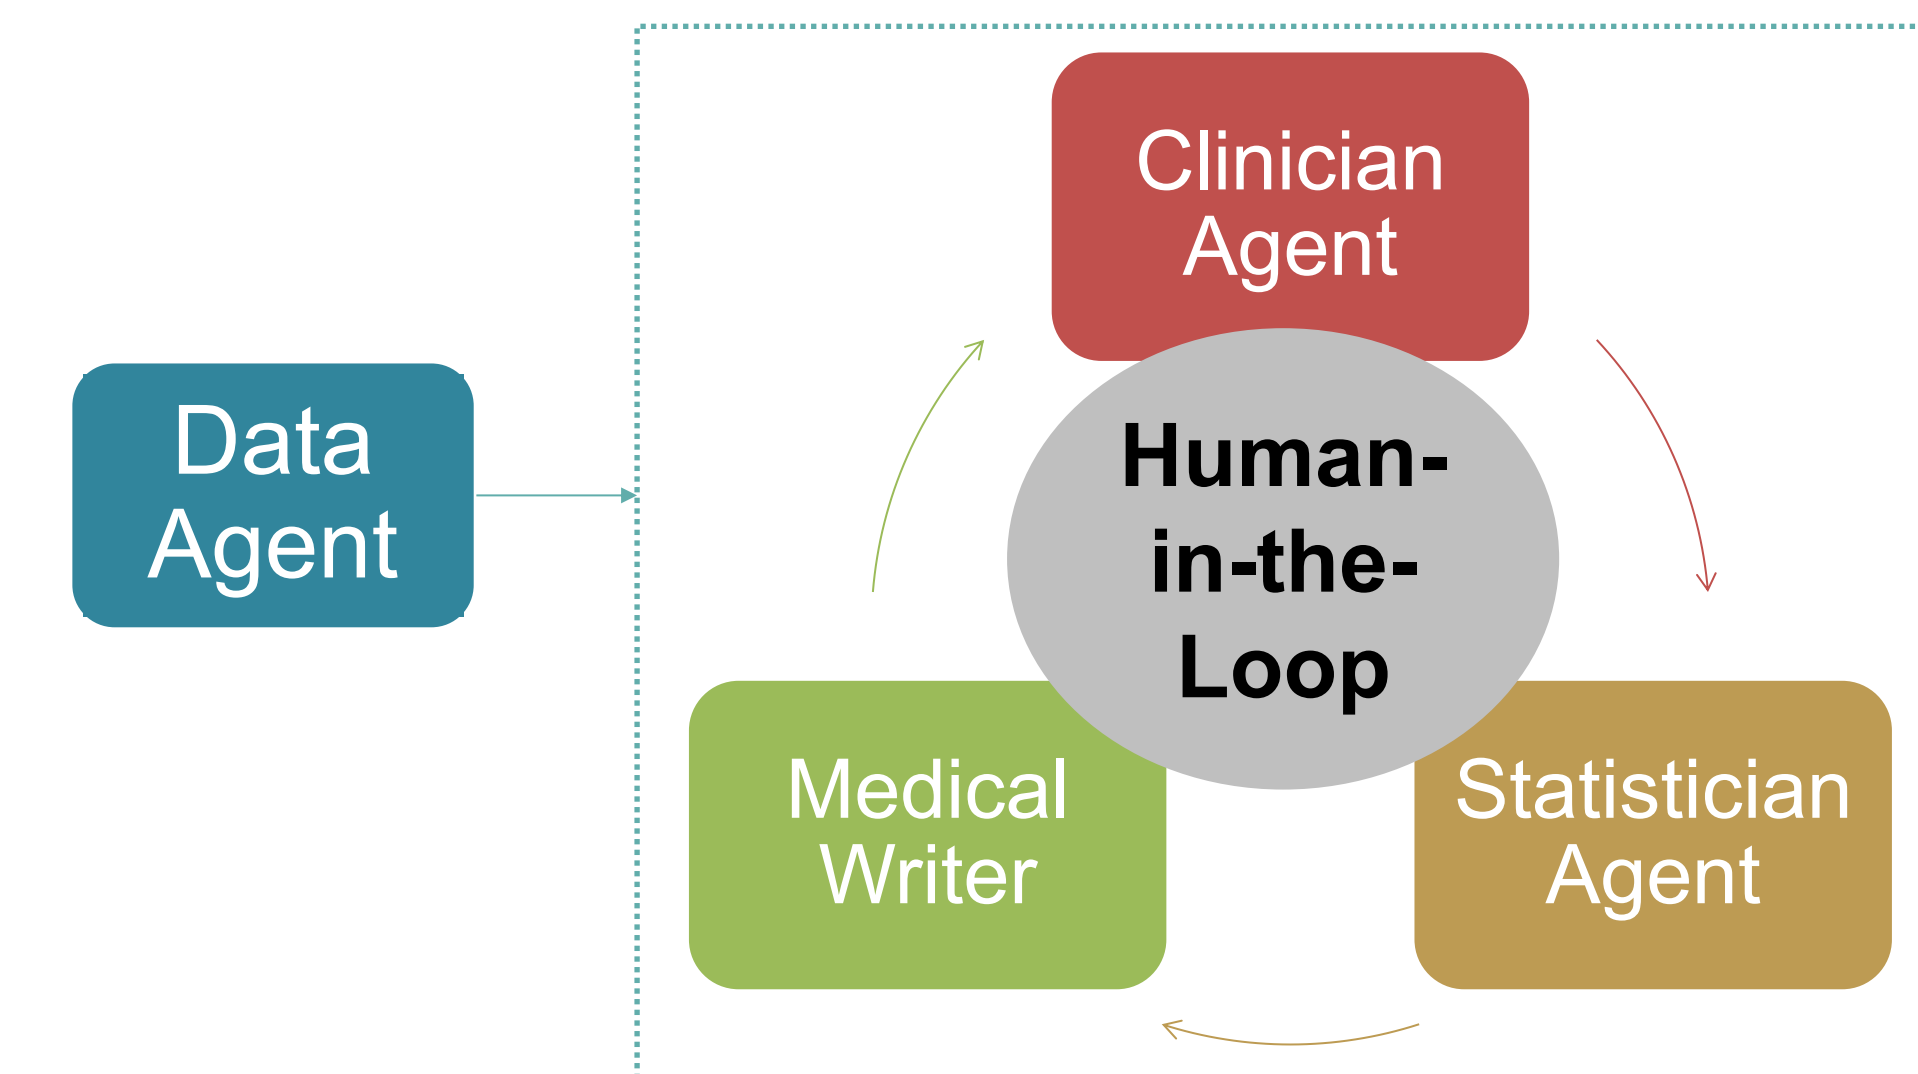 Clinician
Agent
Data
Agent
Human-
in-the-
Loop
Medical
Writer
Statistician
Agent